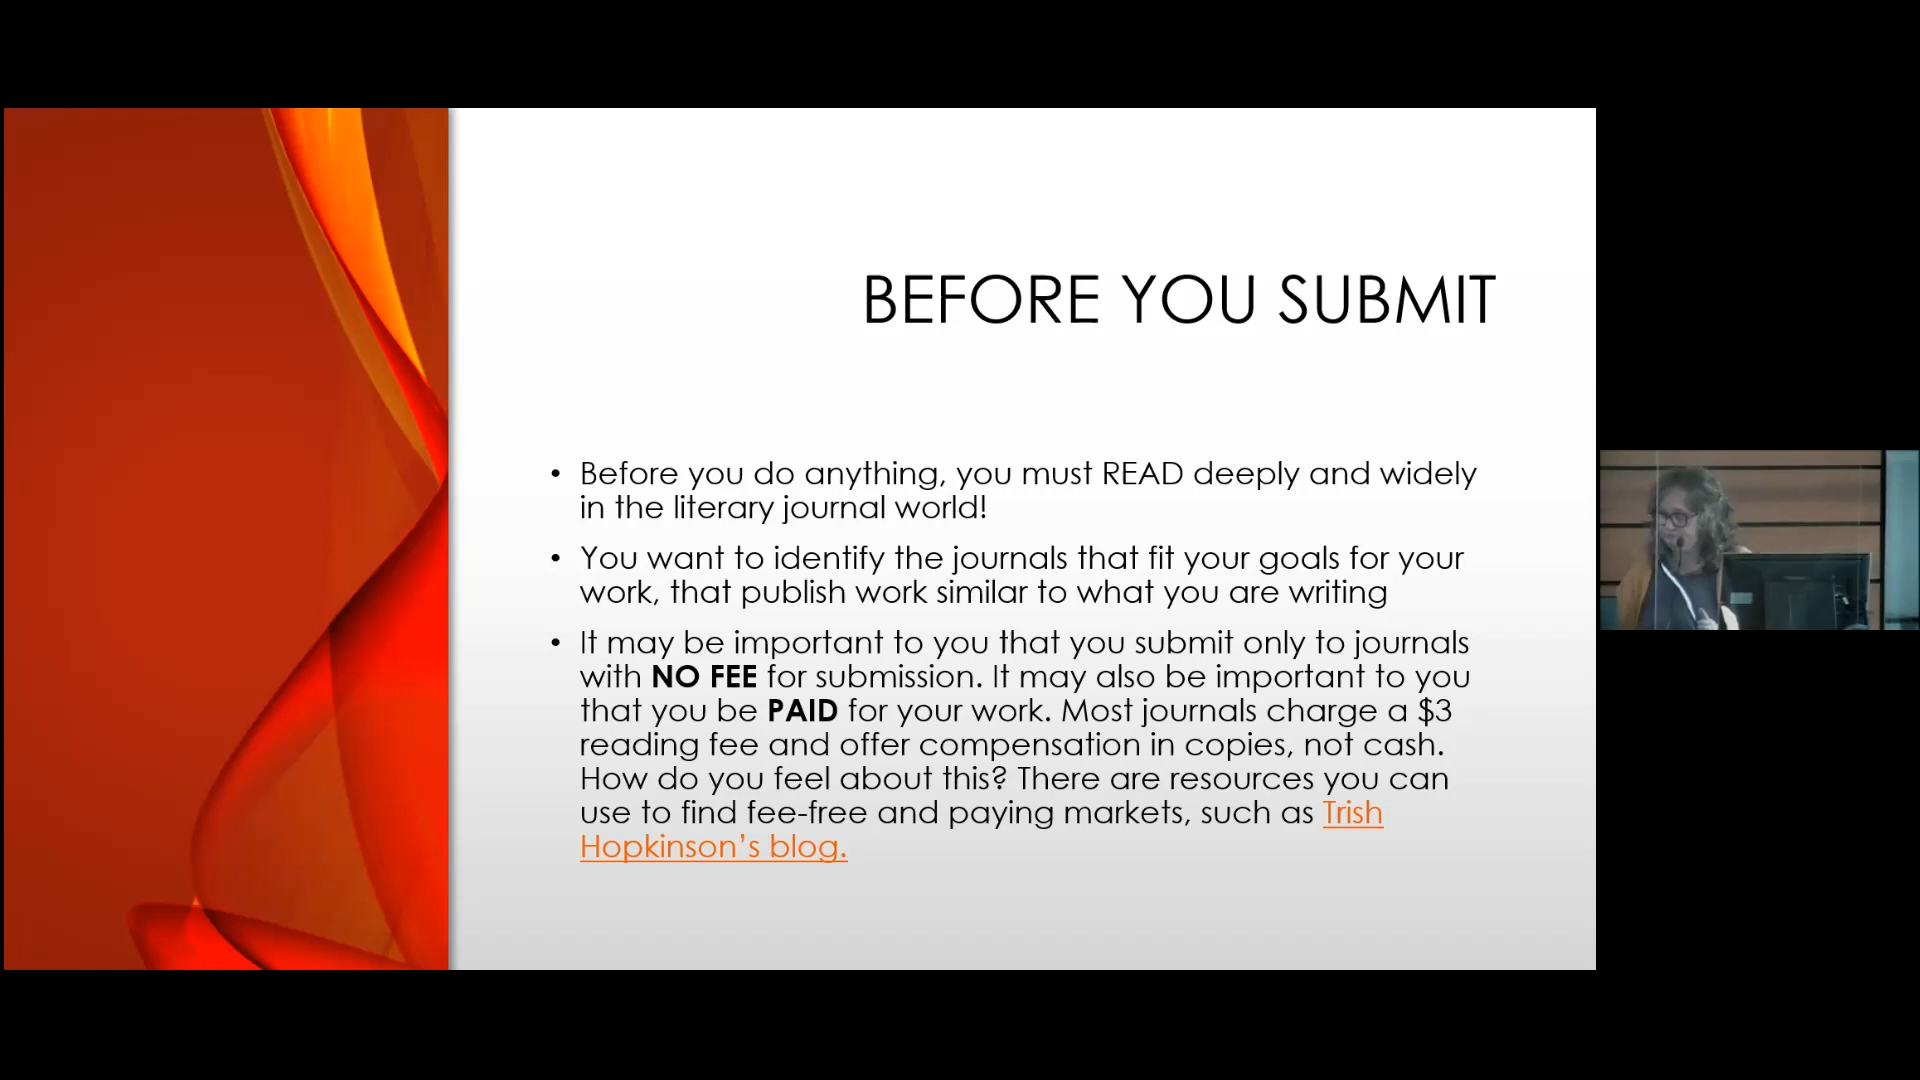 BEFORE YOU SUBMIT
• Before you do anything, you must READ deeply and widely
in the literary journal world!
• You want to identify the journals that fit your goals for your
work, that publish work similar to what you are writing
• It may be important to you that you submit only to journals
with NO FEE for submission. It may also be important to you
that you be PAID for your work. Most journals charge a $3
reading fee and offer compensation in copies, not cash.
How do you feel about this? There are resources you can
use to find fee-free and paying markets, such as Trish
Hopkinson’s blog.